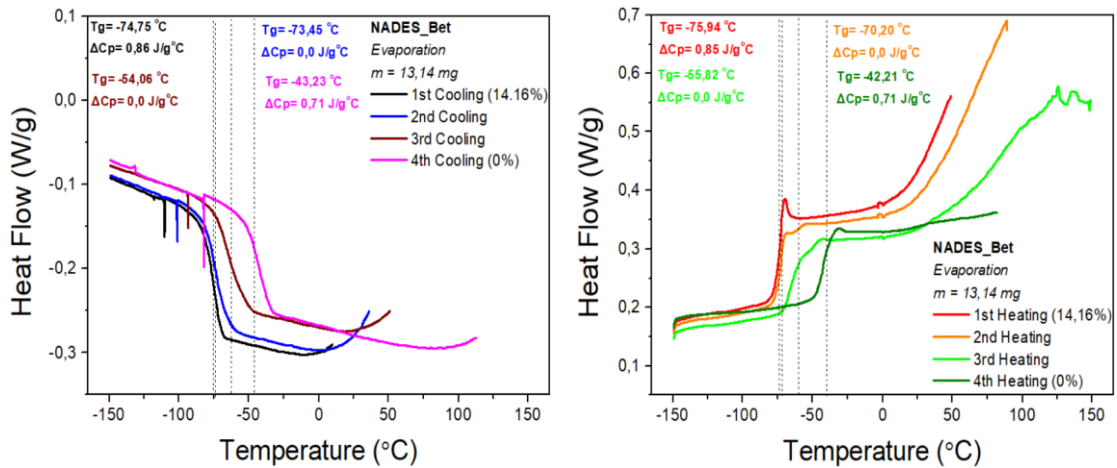 Tg= -74,75 °C
ΔCp= 0,86 J/g°C
Tg= -54,06 °C
ΔCp= 0,0 J/g°C
Tg= -73,45 °C
ΔCp= 0,0 J/g°C
Tg= -43,23 °C
ΔCp= 0,71 J/g°C
NADES_Bet
Evaporation
m = 13,14 mg
1st Cooling (14.16%)
2nd Cooling
3rd Cooling
4th Cooling (0%)
Heat Flow (W/g)
0,1
0,0
-0,1
-0,2
-0,3
-150 -100 -50 0 50 100
Temperature (°C)
Tg= -75,94 °C
ΔCp= 0,85 J/g°C
Tg= -55,82 °C
ΔCp= 0,0 J/g°C
Tg= -70,20 °C
ΔCp= 0,0 J/g°C
Tg= -42,21 °C
ΔCp= 0,71 J/g°C
NADES_Bet
Evaporation
m = 13,14 mg
1st Heating (14,16%)
2nd Heating
3rd Heating
4th Heating (0%)
Heat Flow (W/g)
0,7
0,6
0,5
0,4
0,3
0,2
0,1
-150 -100 -50 0 50 100 150
Temperature (°C)